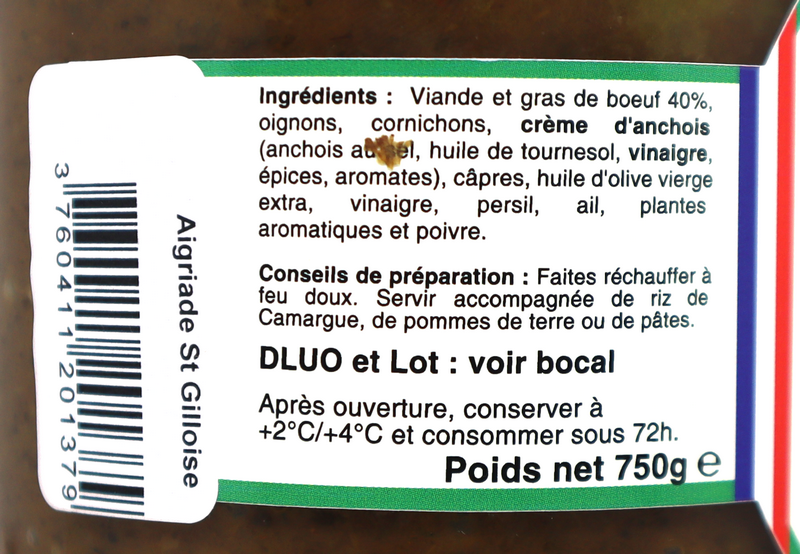 Ingrédients : Viande et gras de boeuf 40%,
oignons, cornichons, crème d'anchois
(anchois au sel, huile de tournesol, vinaigre,
épices, aromates), câpres, huile d'olive vierge
extra, vinaigre, persil, ail, plantes
aromatiques et poivre.
Conseils de préparation : Faites réchauffer à
feu doux. Servir accompagnée de riz de
Camargue, de pommes de terre ou de pâtes.
DLUO et Lot : voir bocal
Après ouverture, conserver à
+2°C/+4°C et consommer sous 72h.
Poids net 750g ℮
Aigriade St Gilloise
3 760411 201379